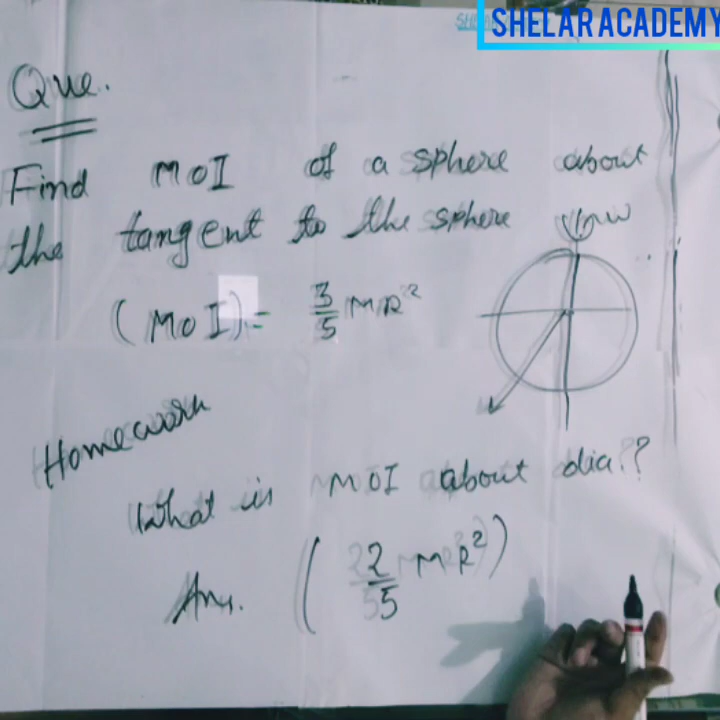 SHELAR ACADEMY
Que.
Find MOI of a sphere about
the tangent to the sphere
(MOI) = 3/5 MR²
Homework
What is MOI about dia.??
Ans. (2/5 MR²)